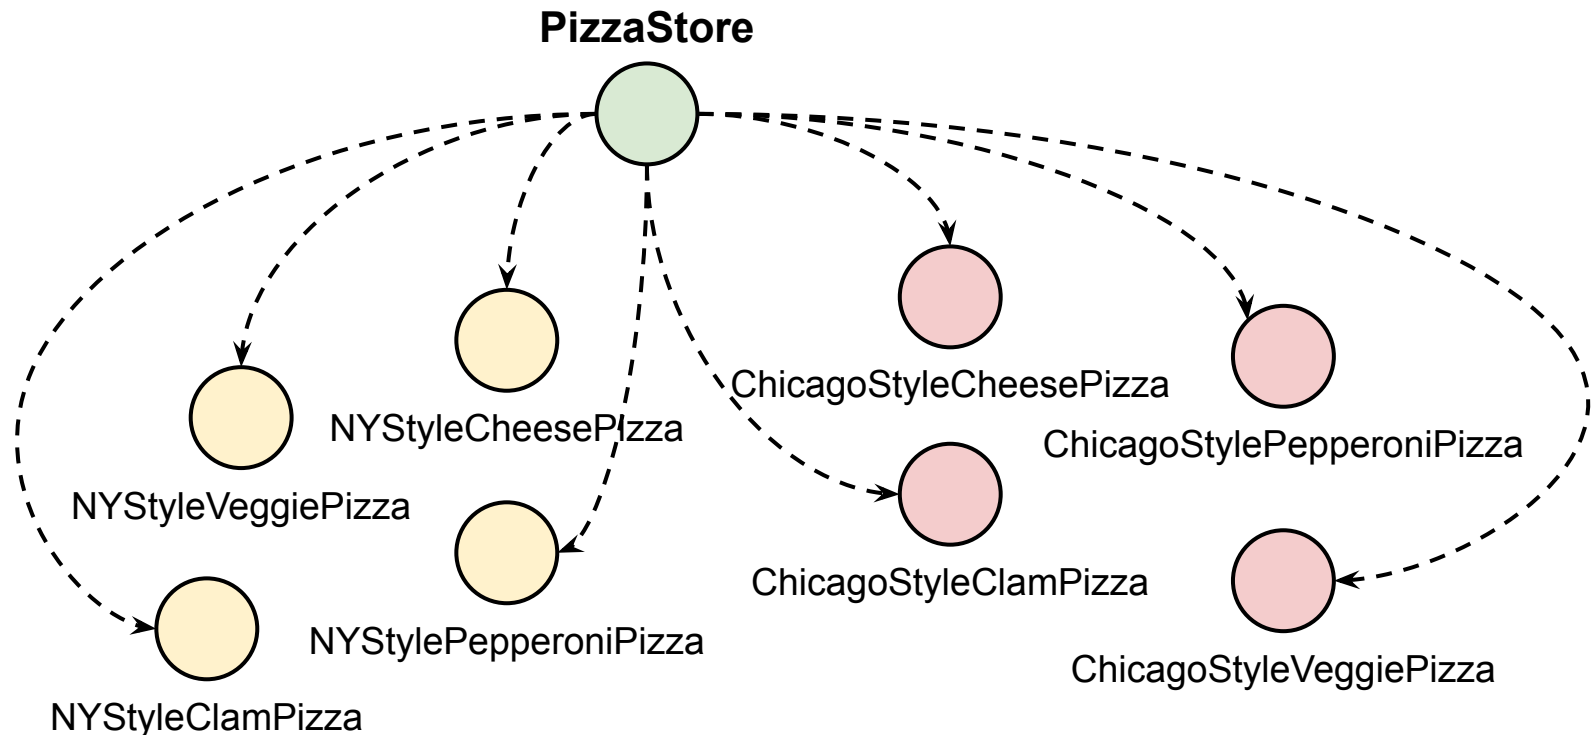 PizzaStore
ChicagoStyleCheesePizza
NYStyleCheesePizza
ChicagoStylePepperoniPizza
NYStyleVeggiePizza
ChicagoStyleClamPizza
NYStylePepperoniPizza
ChicagoStyleVeggiePizza
NYStyleClamPizza